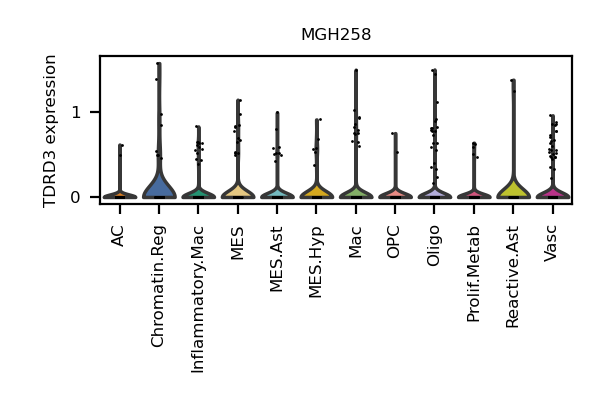 MGH258
TDRD3 expression
1
0
AC
Chromatin.Reg
Inflammatory.Mac
MES
MES.Ast
MES.Hyp
Mac
OPC
Oligo
Prolif.Metab
Reactive.Ast
Vasc